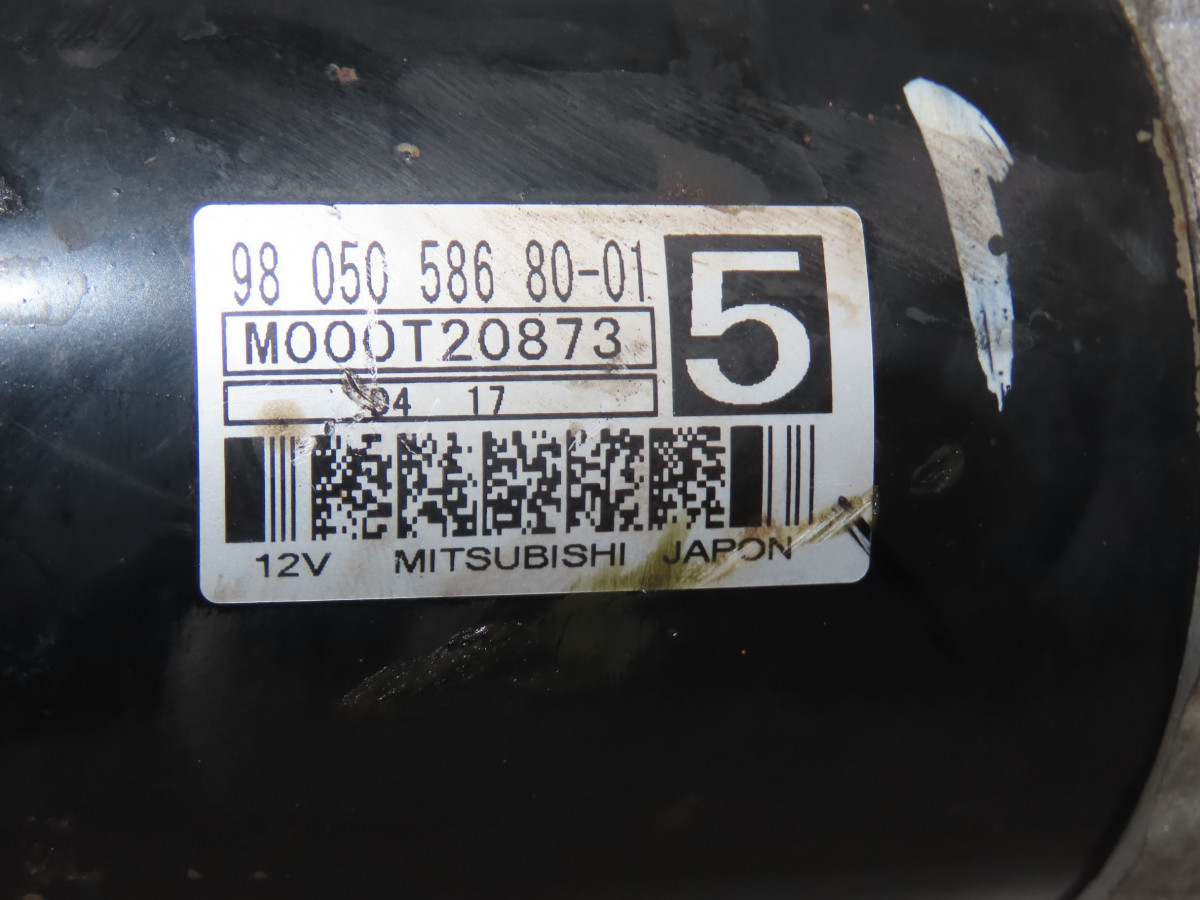 98 050 586 80-01
5
M000T20873
04 17
12V MITSUBISHI JAPON